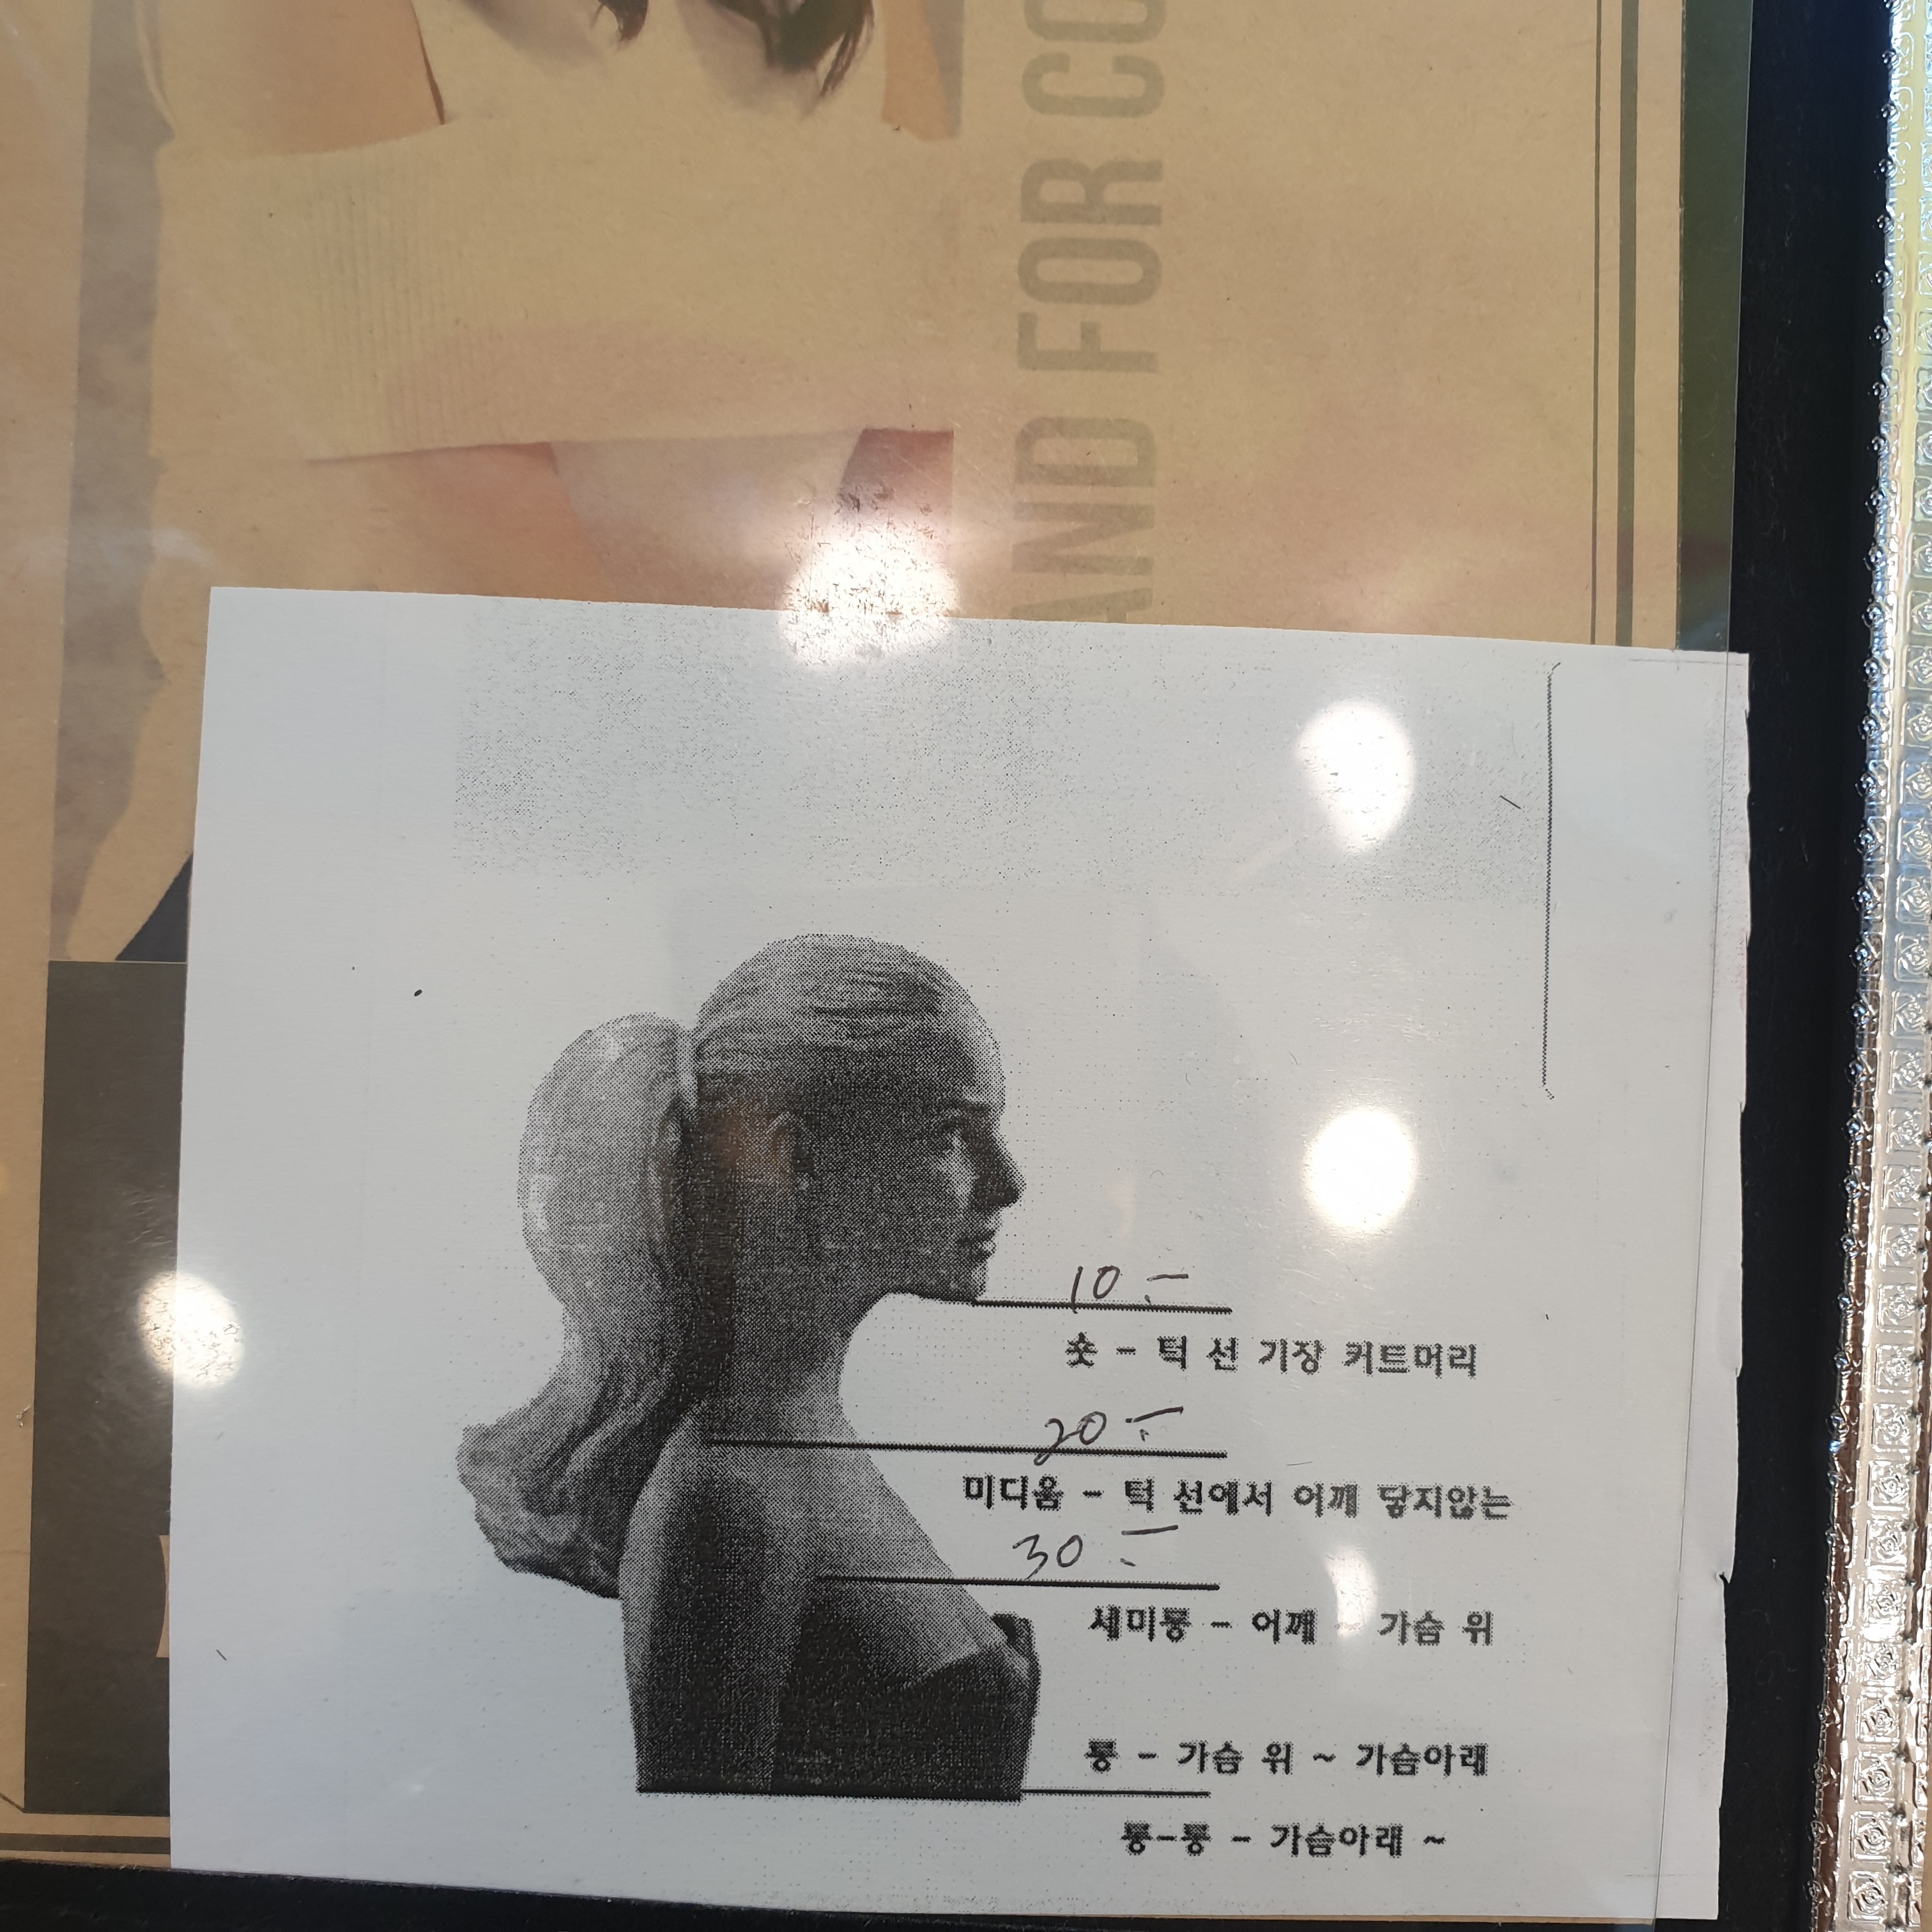 AND FOR CO
10.-
숏 - 턱 선 기장 커트머리
20.-
미디움 - 턱 선에서 어깨 닿지않는
30.-
세미롱 - 어깨 ~ 가슴 위
롱 - 가슴 위 ~ 가슴아래
롱-롱 - 가슴아래 ~